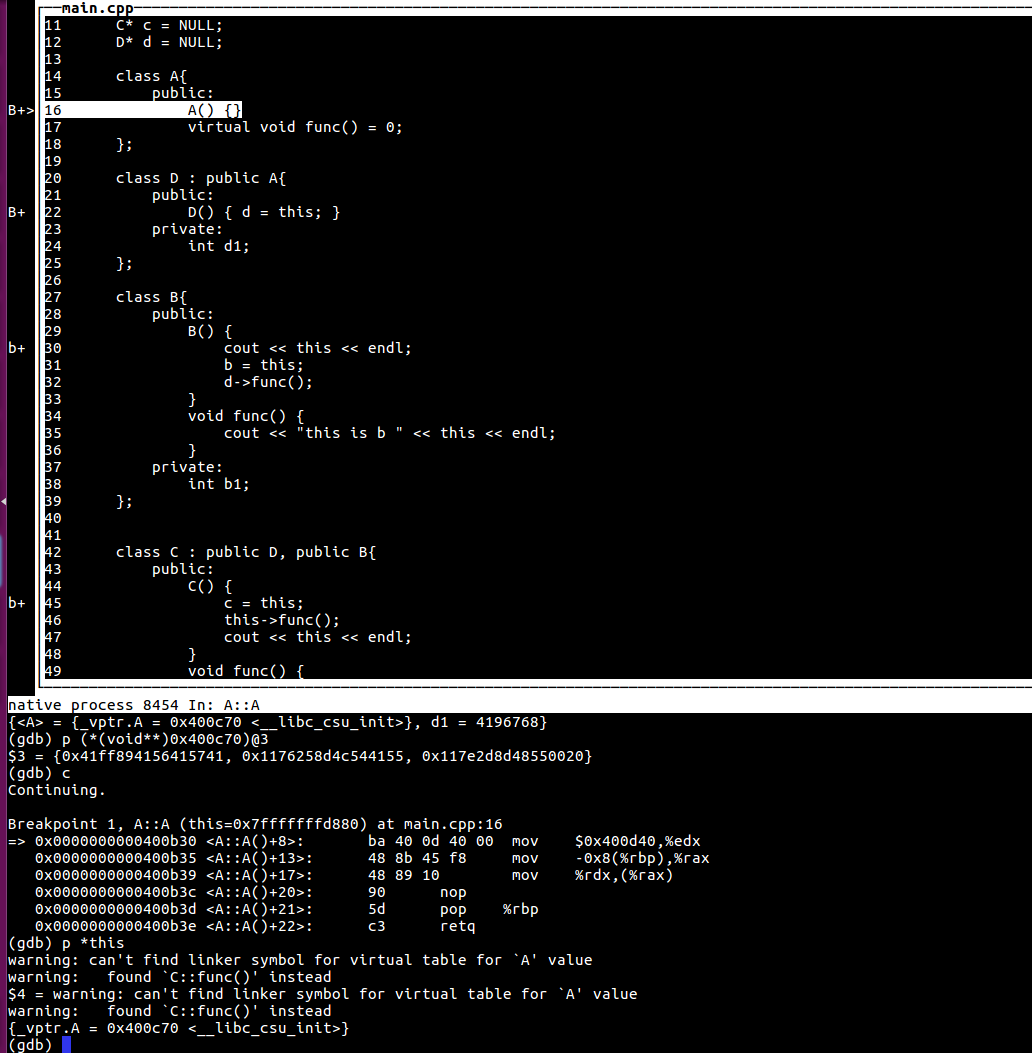 main.cpp
11      C* c = NULL;
12      D* d = NULL;
13
14      class A{
15          public:
B+>16              A() {}
17              virtual void func() = 0;
18      };
19
20      class D : public A{
21          public:
B+ 22              D() { d = this; }
23          private:
24              int d1;
25      };
26
27      class B{
28          public:
29              B() {
b+ 30                  cout << this << endl;
31                  b = this;
32                  d->func();
33              }
34              void func() {
35                  cout << "this is b " << this << endl;
36              }
37          private:
38              int b1;
39      };
40
41
42      class C : public D, public B{
43          public:
44              C() {
b+ 45                  c = this;
46                  this->func();
47                  cout << this << endl;
48              }
49              void func() {
native process 8454 In: A::A
{<A> = {_vptr.A = 0x400c70 <__libc_csu_init>}, d1 = 4196768}
(gdb) p (*(void**)0x400c70)@3
$3 = {0x41ff894156415741, 0x1176258d4c544155, 0x117e2d8d48550020}
(gdb) c
Continuing.

Breakpoint 1, A::A (this=0x7fffffffd880) at main.cpp:16
=> 0x0000000000400b30 <A::A()+8>:       ba 40 0d 40 00  mov    $0x400d40,%edx
   0x0000000000400b35 <A::A()+13>:      48 8b 45 f8     mov    -0x8(%rbp),%rax
   0x0000000000400b39 <A::A()+17>:      48 89 10        mov    %rdx,(%rax)
   0x0000000000400b3c <A::A()+20>:      90      nop
   0x0000000000400b3d <A::A()+21>:      5d      pop    %rbp
   0x0000000000400b3e <A::A()+22>:      c3      retq
(gdb) p *this
warning: can't find linker symbol for virtual table for `A' value
warning:   found `C::func()' instead
$4 = warning: can't find linker symbol for virtual table for `A' value
warning:   found `C::func()' instead
{_vptr.A = 0x400c70 <__libc_csu_init>}
(gdb)